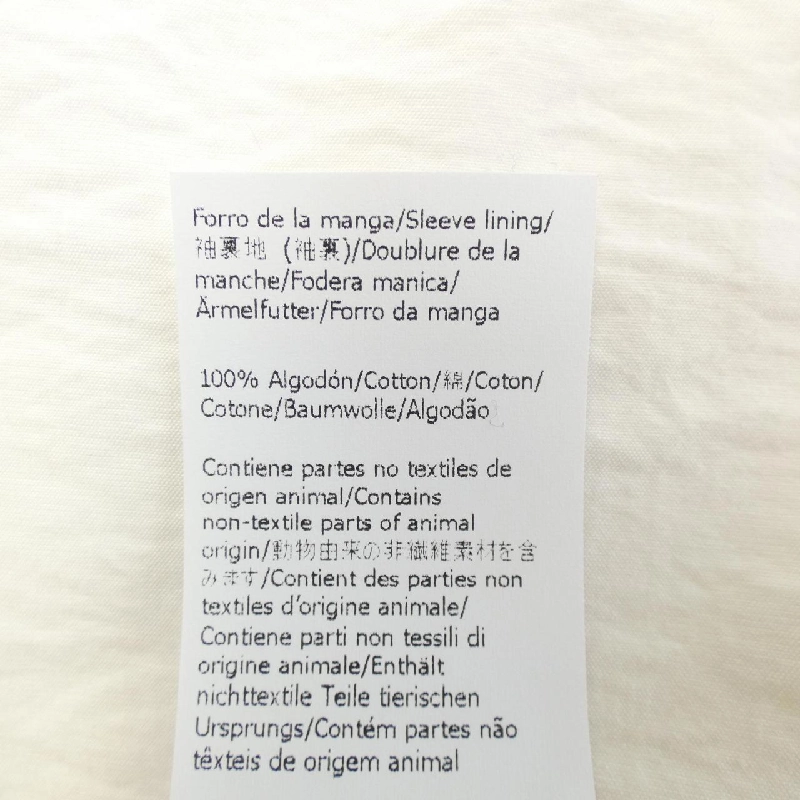 Forro de la manga/Sleeve lining/
袖裏地 (袖裏)/Doublure de la
manche/Fodera manica/
Ärmelfutter/Forro da manga
100% Algodón/Cotton/綿/Coton/
Cotone/Baumwolle/Algodão
Contiene partes no textiles de
origen animal/Contains
non-textile parts of animal
origin/動物由来の非繊維素材を含
みます/Contient des parties non
textiles d'origine animale/
Contiene parti non tessili di
origine animale/Enthält
nichttextile Teile tierischen
Ursprungs/Contém partes não
têxteis de origem animal